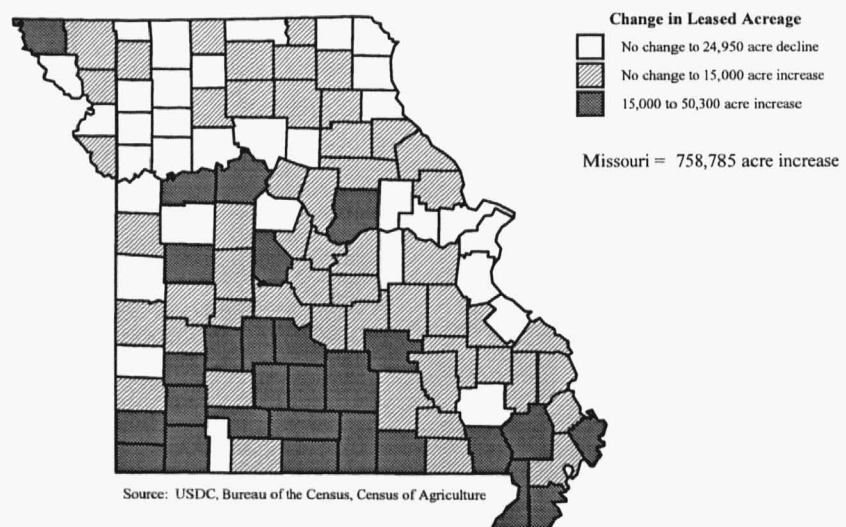 Change in Leased Acreage
No change to 24,950 acre decline
No change to 15,000 acre increase
15,000 to 50,300 acre increase
Missouri = 758,785 acre increase
Source: USDC, Bureau of the Census, Census of Agriculture